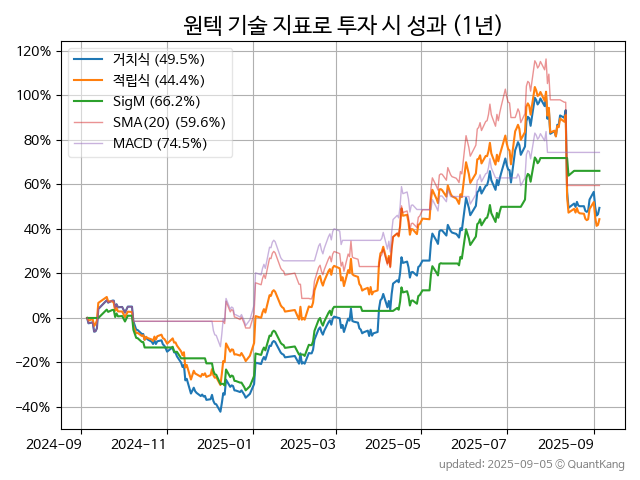 원텍 기술 지표로 투자 시 성과 (1년)
120%
100%
80%
60%
40%
20%
0%
−20%
−40%
거치식 (49.5%)
적립식 (44.4%)
SigM (66.2%)
SMA(20) (59.6%)
MACD (74.5%)
2024-09
2024-11
2025-01
2025-03
2025-05
2025-07
2025-09
updated: 2025-09-05 © QuantKang